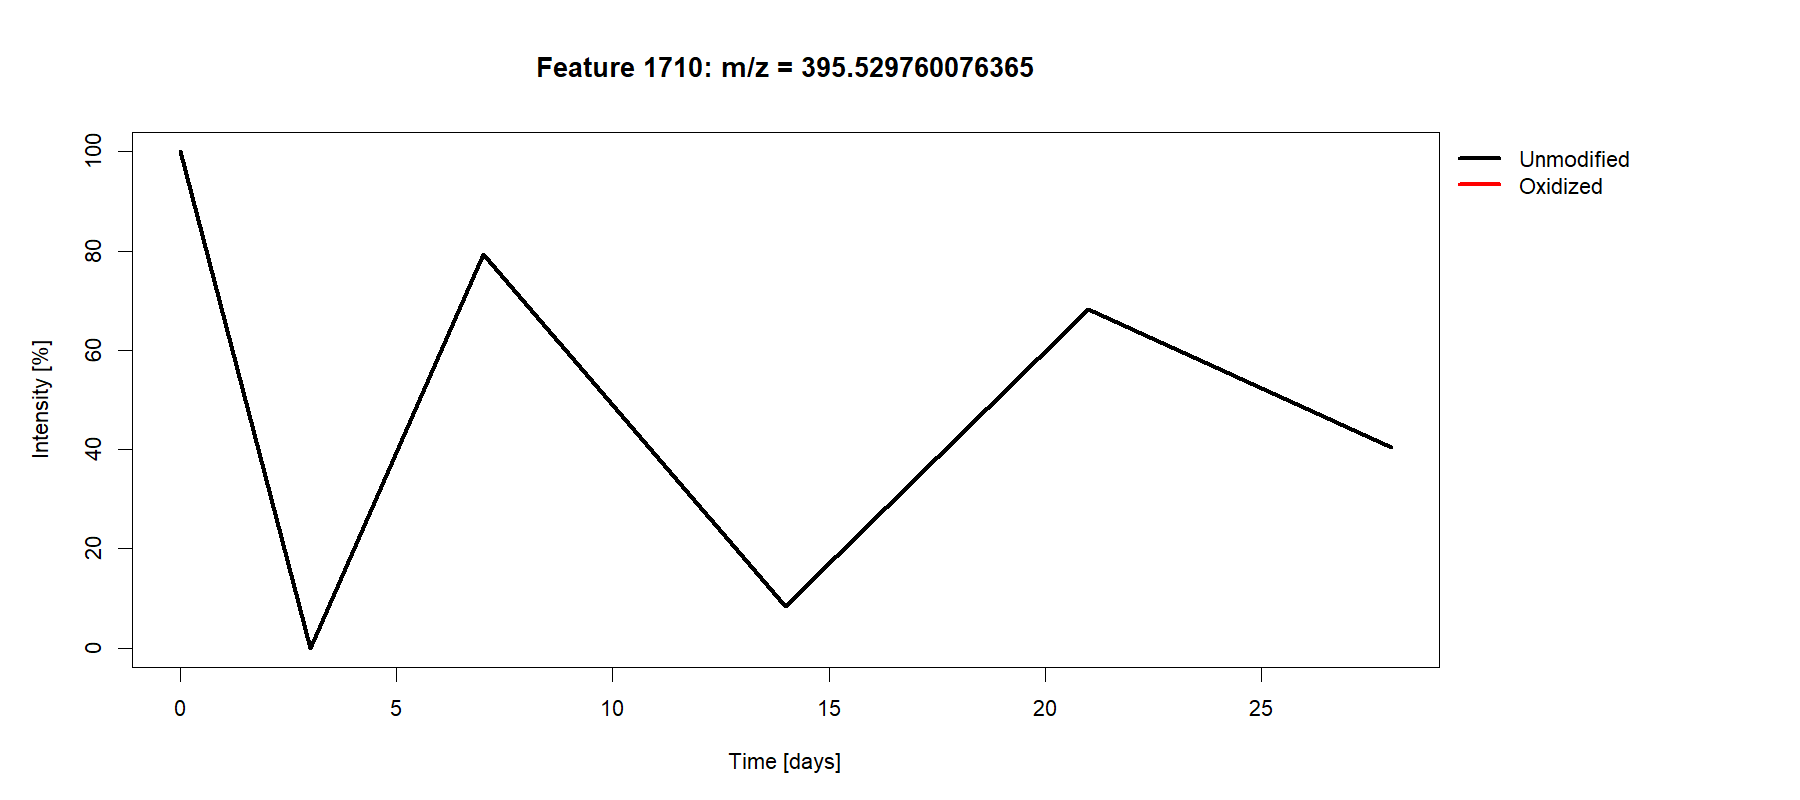 Feature 1710: m/z = 395.529760076365
Unmodified
Oxidized
Intensity [%]
100
80
60
40
20
0
0 5 10 15 20 25
Time [days]